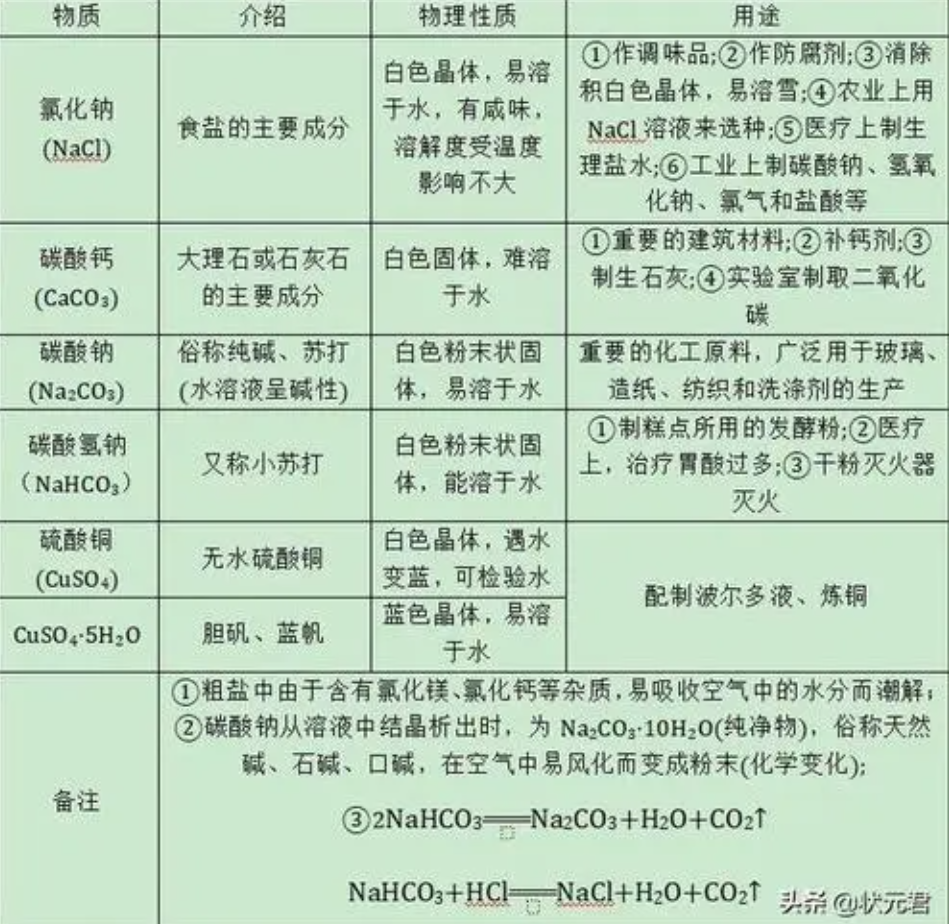 物质 介绍 物理性质 用途
氯化钠
(NaCl)
食盐的主要成分
白色晶体，易溶
于水，有咸味，
溶解度受温度
影响不大
①作调味品;②作防腐剂;③消除
积白色晶体，易溶雪;④农业上用
NaCl 溶液来选种;⑤医疗上制生
理盐水;⑥工业上制碳酸钠、氢氧
化钠、氯气和盐酸等
碳酸钙
(CaCO₃)
大理石或石灰石
的主要成分
白色固体，难溶
于水
①重要的建筑材料;②补钙剂;③
制生石灰;④实验室制取二氧化
碳
碳酸钠
(Na₂CO₃)
俗称纯碱、苏打
(水溶液呈碱性)
白色粉末状固
体，易溶于水
重要的化工原料，广泛用于玻璃、
造纸、纺织和洗涤剂的生产
碳酸氢钠
（NaHCO₃）
又称小苏打
白色粉末状固
体，能溶于水
①制糕点所用的发酵粉;②医疗
上，治疗胃酸过多;③干粉灭火器
灭火
硫酸铜
(CuSO₄)
无水硫酸铜
白色晶体，遇水
变蓝，可检验水
配制波尔多液、炼铜
CuSO₄·5H₂O
胆矾、蓝帆
蓝色晶体，易溶
于水
备注
①粗盐中由于含有氯化镁、氯化钙等杂质，易吸收空气中的水分而潮解；
②碳酸钠从溶液中结晶析出时，为 Na₂CO₃·10H₂O(纯净物)，俗称天然
碱、石碱、口碱，在空气中易风化而变成粉末(化学变化);
③2NaHCO₃══Na₂CO₃+H₂O+CO₂↑
NaHCO₃+HCl══NaCl+H₂O+CO₂↑
头条 @状元君